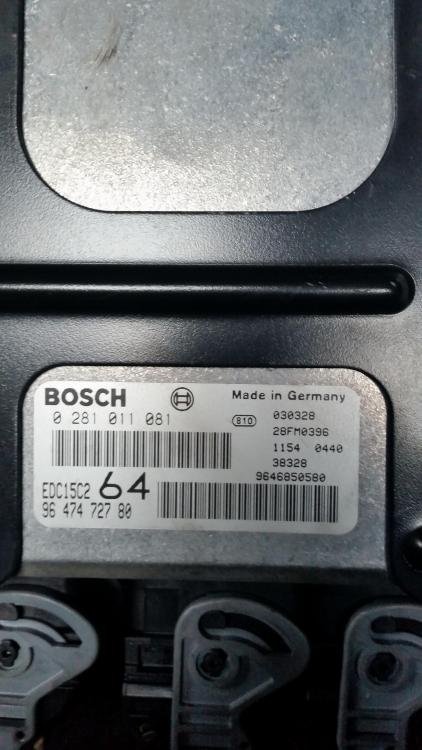 BOSCH Made in Germany
0 281 011 081 810 030328
28FM0396
1154 0440
38328
EDC15C2 64 9646850580
96 474 727 80